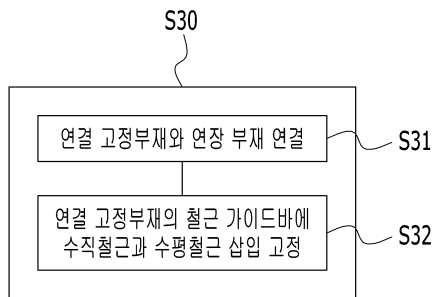 S30
연결 고정부재와 연장 부재 연결
S31
연결 고정부재의 철근 가이드바에
수직철근과 수평철근 삽입 고정
S32